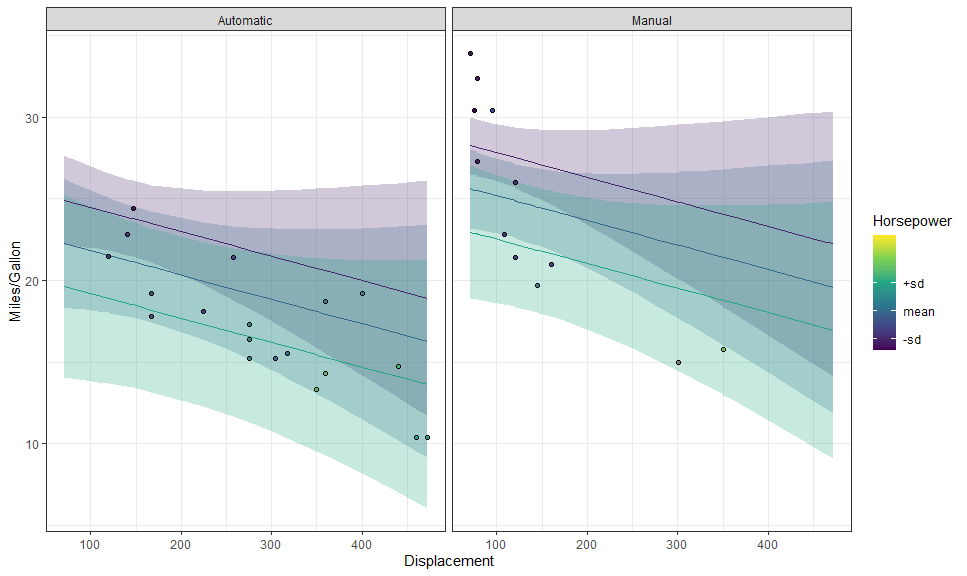 Automatic
Manual
Miles/Gallon
30
20
10
100 200 300 400
100 200 300 400
Displacement
Horsepower
+sd
mean
-sd